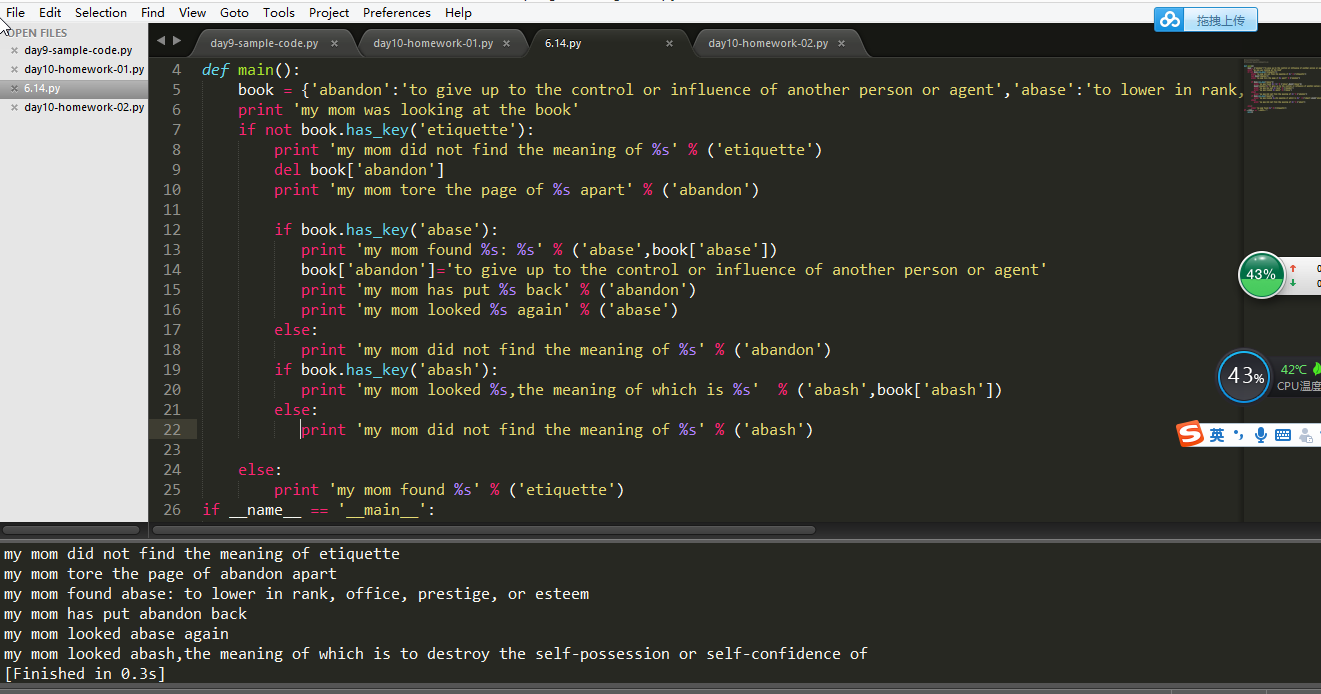 File Edit Selection Find View Goto Tools Project Preferences Help
拖拽上传
OPEN FILES
day9-sample-code.py
day10-homework-01.py
6.14.py
day10-homework-02.py
day9-sample-code.py × day10-homework-01.py × 6.14.py × day10-homework-02.py ×
4 def main():
5 book = {'abandon':'to give up to the control or influence of another person or agent','abase':'to lower in rank,
6 print 'my mom was looking at the book'
7 if not book.has_key('etiquette'):
8 print 'my mom did not find the meaning of %s' % ('etiquette')
9 del book['abandon']
10 print 'my mom tore the page of %s apart' % ('abandon')
11
12 if book.has_key('abase'):
13 print 'my mom found %s: %s' % ('abase',book['abase'])
14 book['abandon']='to give up to the control or influence of another person or agent'
15 print 'my mom has put %s back' % ('abandon')
16 print 'my mom looked %s again' % ('abase')
17 else:
18 print 'my mom did not find the meaning of %s' % ('abandon')
19 if book.has_key('abash'):
20 print 'my mom looked %s,the meaning of which is %s'  % ('abash',book['abash'])
21 else:
22 print 'my mom did not find the meaning of %s' % ('abash')
23
24 else:
25 print 'my mom found %s' % ('etiquette')
26 if __name__ == '__main__':
43%
43%
42℃
CPU温度
英
my mom did not find the meaning of etiquette
my mom tore the page of abandon apart
my mom found abase: to lower in rank, office, prestige, or esteem
my mom has put abandon back
my mom looked abase again
my mom looked abash,the meaning of which is to destroy the self-possession or self-confidence of
[Finished in 0.3s]